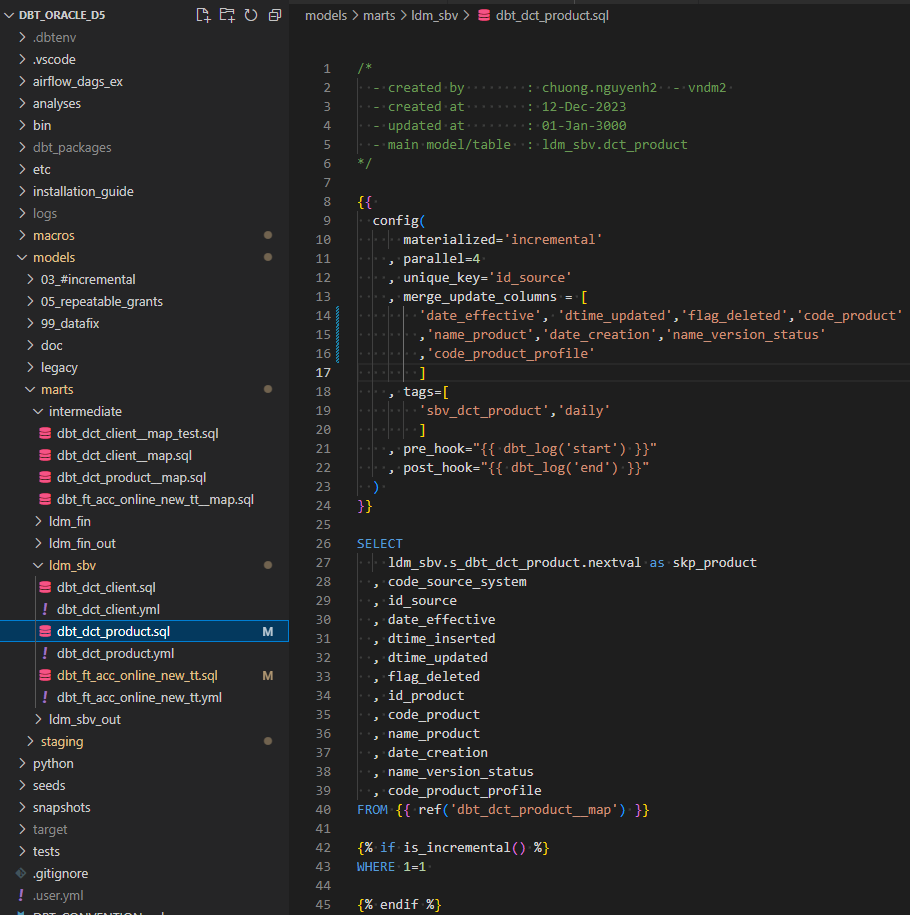 DBT_ORACLE_D5
.dbtenv
.vscode
airflow_dags_ex
analyses
bin
dbt_packages
etc
installation_guide
logs
macros
models
03_#incremental
05_repeatable_grants
99_datafix
doc
legacy
marts
intermediate
dbt_dct_client__map_test.sql
dbt_dct_client__map.sql
dbt_dct_product__map.sql
dbt_ft_acc_online_new_tt__map.sql
ldm_fin
ldm_fin_out
ldm_sbv
dbt_dct_client.sql
! dbt_dct_client.yml
dbt_dct_product.sql M
! dbt_dct_product.yml
dbt_ft_acc_online_new_tt.sql M
! dbt_ft_acc_online_new_tt.yml
ldm_sbv_out
staging
python
seeds
snapshots
target
tests
.gitignore
! .user.yml
models > marts > ldm_sbv > dbt_dct_product.sql
1 /*
2 - created by : chuong.nguyenh2 - vndm2
3 - created at : 12-Dec-2023
4 - updated at : 01-Jan-3000
5 - main model/table : ldm_sbv.dct_product
6 */
7
8 {{
9 config(
10 materialized='incremental'
11 , parallel=4
12 , unique_key='id_source'
13 , merge_update_columns = [
14 'date_effective', 'dtime_updated','flag_deleted','code_product'
15 ,'name_product','date_creation','name_version_status'
16 ,'code_product_profile'
17 ]
18 , tags=[
19 'sbv_dct_product','daily'
20 ]
21 , pre_hook="{{ dbt_log('start') }}"
22 , post_hook="{{ dbt_log('end') }}"
23 )
24 }}
25
26 SELECT
27 ldm_sbv.s_dbt_dct_product.nextval as skp_product
28 , code_source_system
29 , id_source
30 , date_effective
31 , dtime_inserted
32 , dtime_updated
33 , flag_deleted
34 , id_product
35 , code_product
36 , name_product
37 , date_creation
38 , name_version_status
39 , code_product_profile
40 FROM {{ ref('dbt_dct_product__map') }}
41
42 {% if is_incremental() %}
43 WHERE 1=1
44
45 {% endif %}